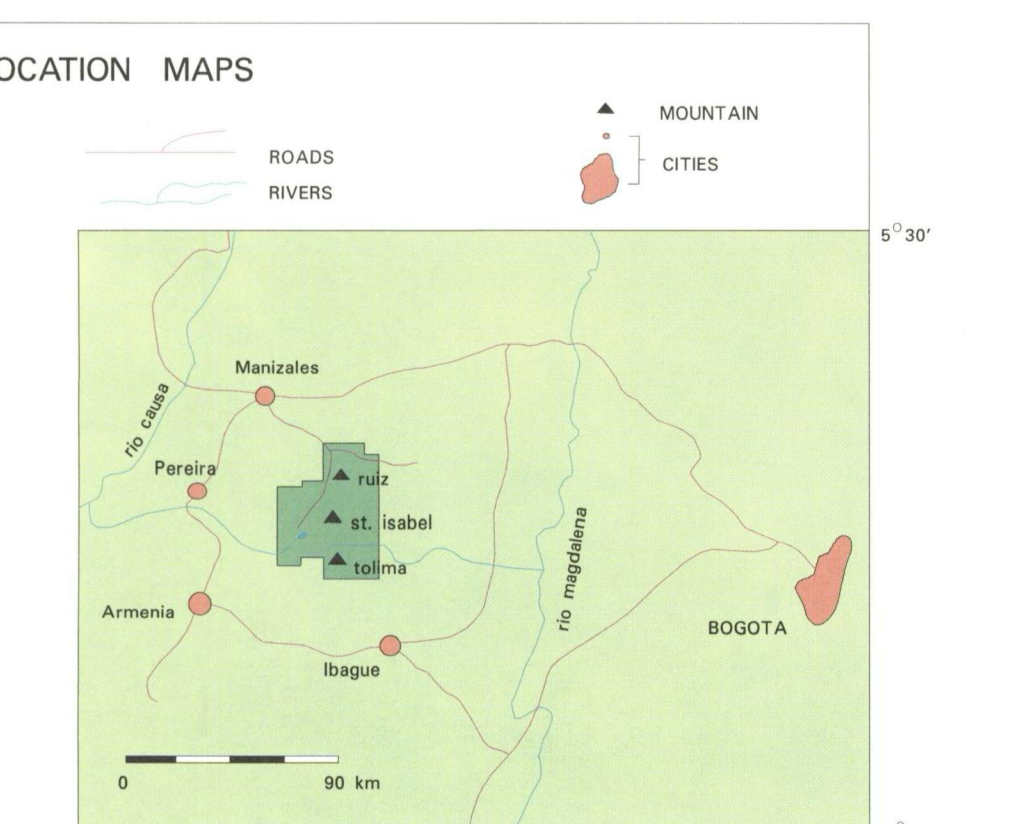 OCATION MAPS
MOUNTAIN
ROADS
CITIES
RIVERS
5° 30′
Manizales
rio causa
Pereira
ruiz
st. isabel
rio magdalena
tolima
Armenia
BOGOTA
Ibague
0 90 km